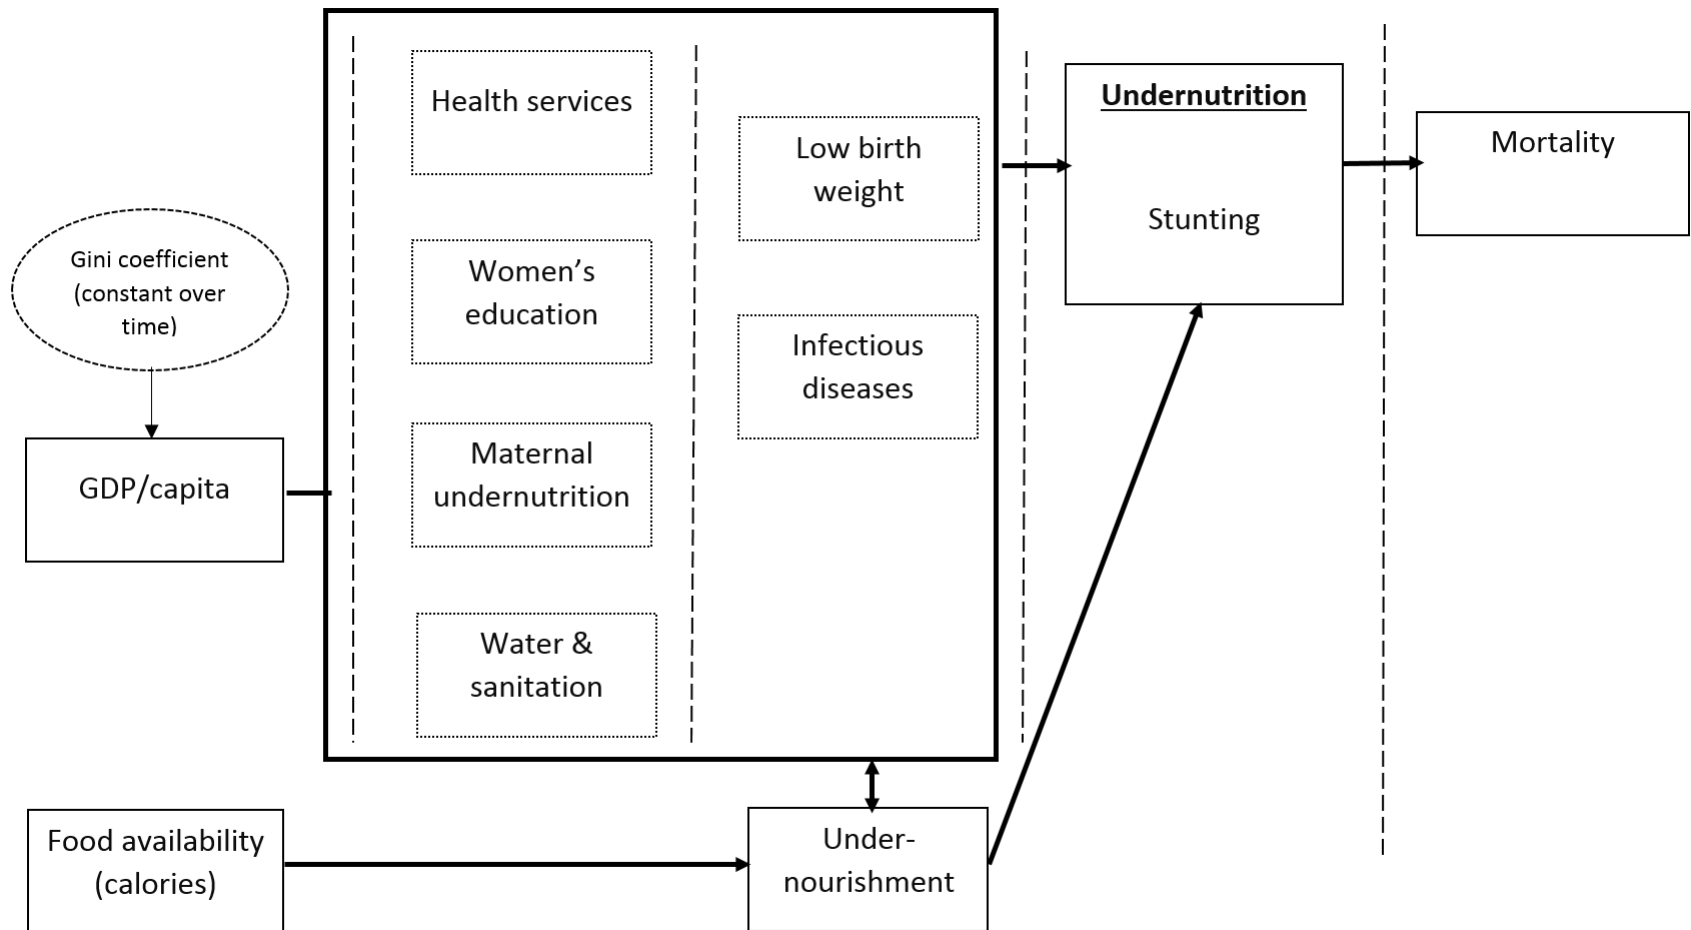 Gini coefficient
(constant over
time)
GDP/capita
Food availability
(calories)
Health services
Women’s
education
Maternal
undernutrition
Water &
sanitation
Low birth
weight
Infectious
diseases
Under-
nourishment
Undernutrition
Stunting
Mortality